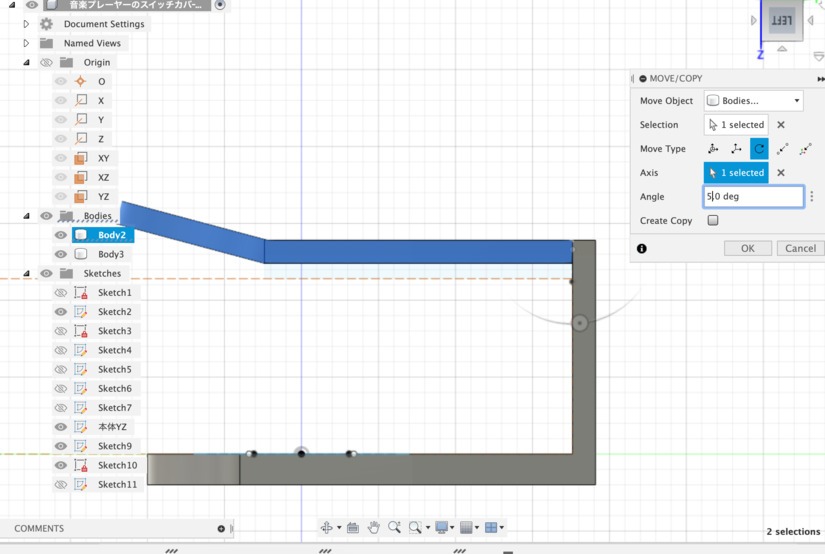 音楽プレーヤーのスイッチカバー...
Document Settings
Named Views
Origin
O
X
Y
Z
XY
XZ
YZ
Bodies
Body2
Body3
Sketches
Sketch1
Sketch2
Sketch3
Sketch4
Sketch5
Sketch6
Sketch7
本体YZ
Sketch9
Sketch10
Sketch11
COMMENTS
LEFT
Z
MOVE/COPY
Move Object Bodies...
Selection 1 selected
Move Type
Axis 1 selected
Angle 5.0 deg
Create Copy
OK Cancel
2 selections